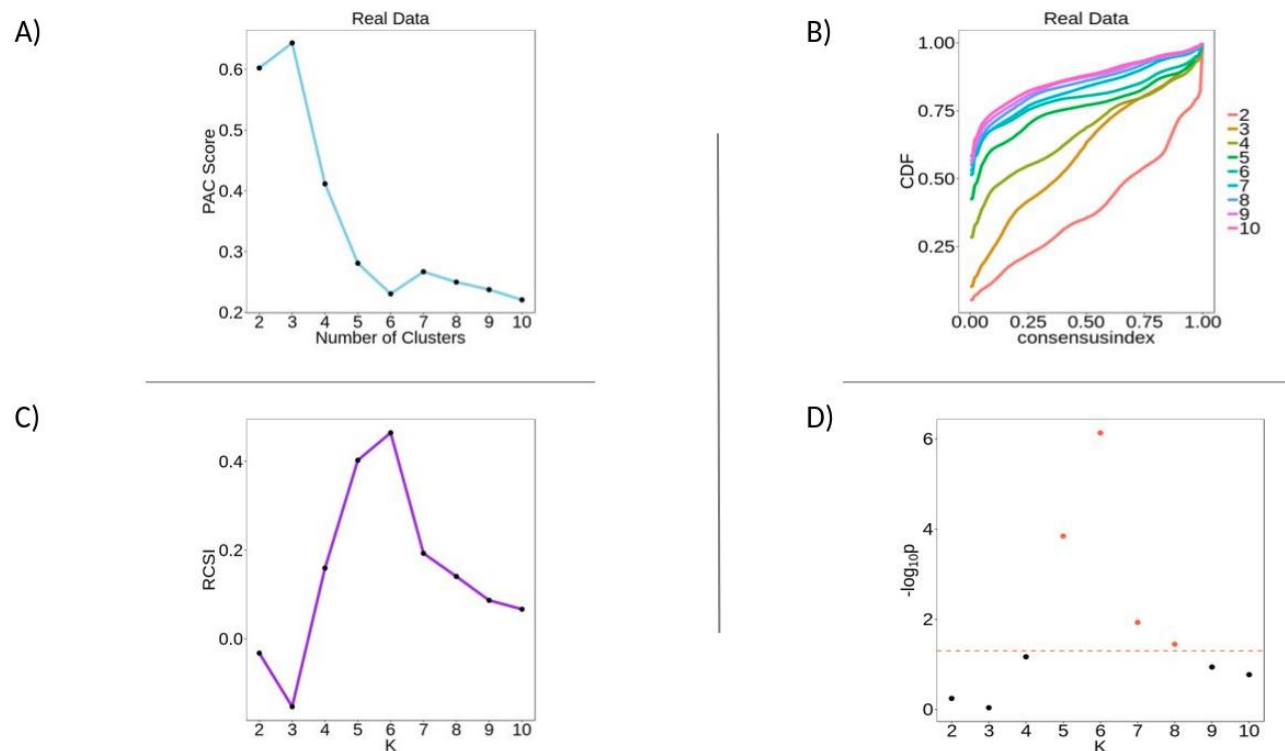 A)
Real Data
PAC Score
0.6
0.5
0.4
0.3
0.2
2 3 4 5 6 7 8 9 10
Number of Clusters
B)
Real Data
CDF
1.00
0.75
0.50
0.25
0.00 0.25 0.50 0.75 1.00
consensusindex
2
3
4
5
6
7
8
9
10
C)
RCSI
0.4
0.2
0.0
2 3 4 5 6 7 8 9 10
K
D)
-log10p
6
4
2
0
2 3 4 5 6 7 8 9 10
K